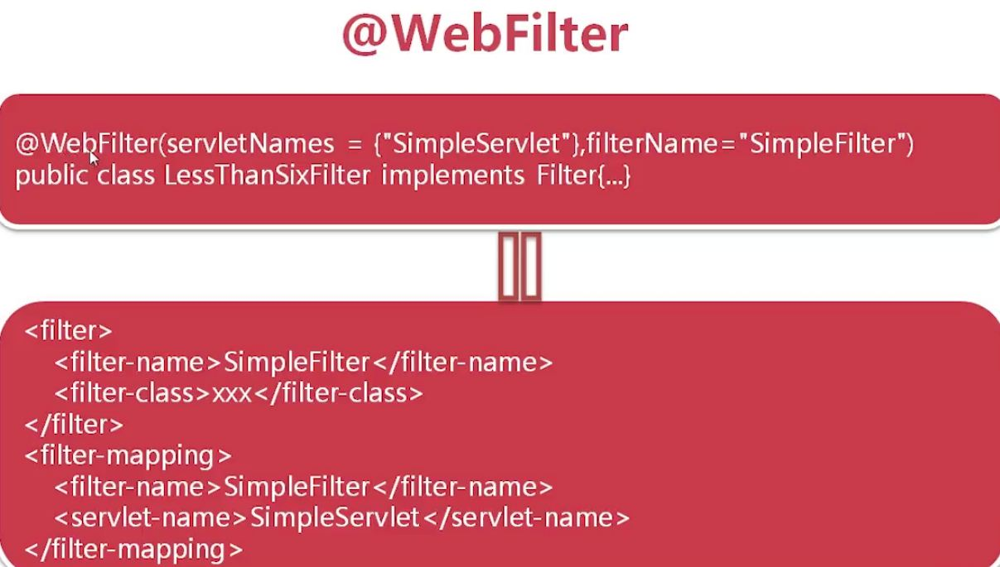 @WebFilter
@WebFilter(servletNames = {"SimpleServlet"},filterName="SimpleFilter")
public class LessThanSixFilter implements Filter{...}
<filter>
<filter-name>SimpleFilter</filter-name>
<filter-class>xxx</filter-class>
</filter>
<filter-mapping>
<filter-name>SimpleFilter</filter-name>
<servlet-name>SimpleServlet</servlet-name>
</filter-mapping>